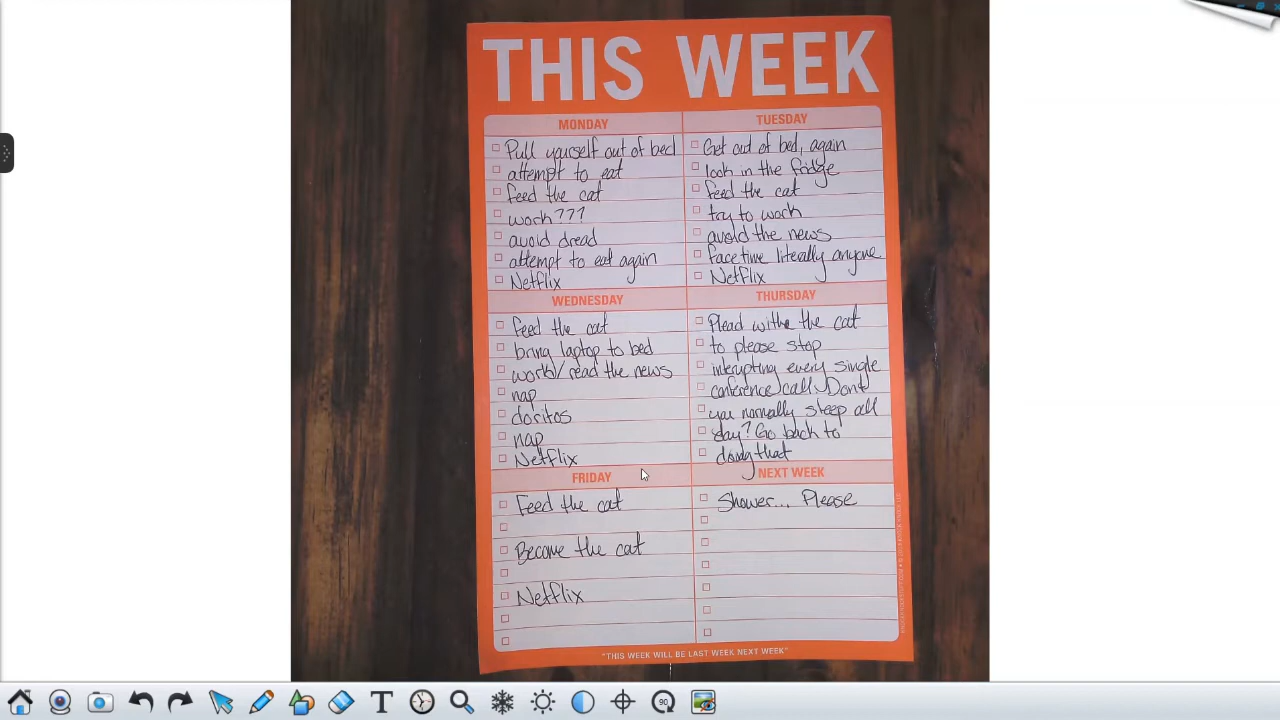 THIS WEEK
MONDAY
Pull yourself out of bed
attempt to eat
feed the cat
work???
avoid dread
attempt to eat again
Netflix
TUESDAY
Get out of bed, again
look in the fridge
feed the cat
try to work
avoid the news
facetime literally anyone
Netflix
WEDNESDAY
feed the cat
bring laptop to bed
work/read the news
nap
doritos
nap
Netflix
THURSDAY
Plead withe the cat
to please stop
interupting every single
conference call. Dont
you normally sleep all
day? Go back to
doing that
FRIDAY
Feed the cat
Become the cat
Netflix
NEXT WEEK
Shower... Please
"THIS WEEK WILL BE LAST WEEK NEXT WEEK"
T
90